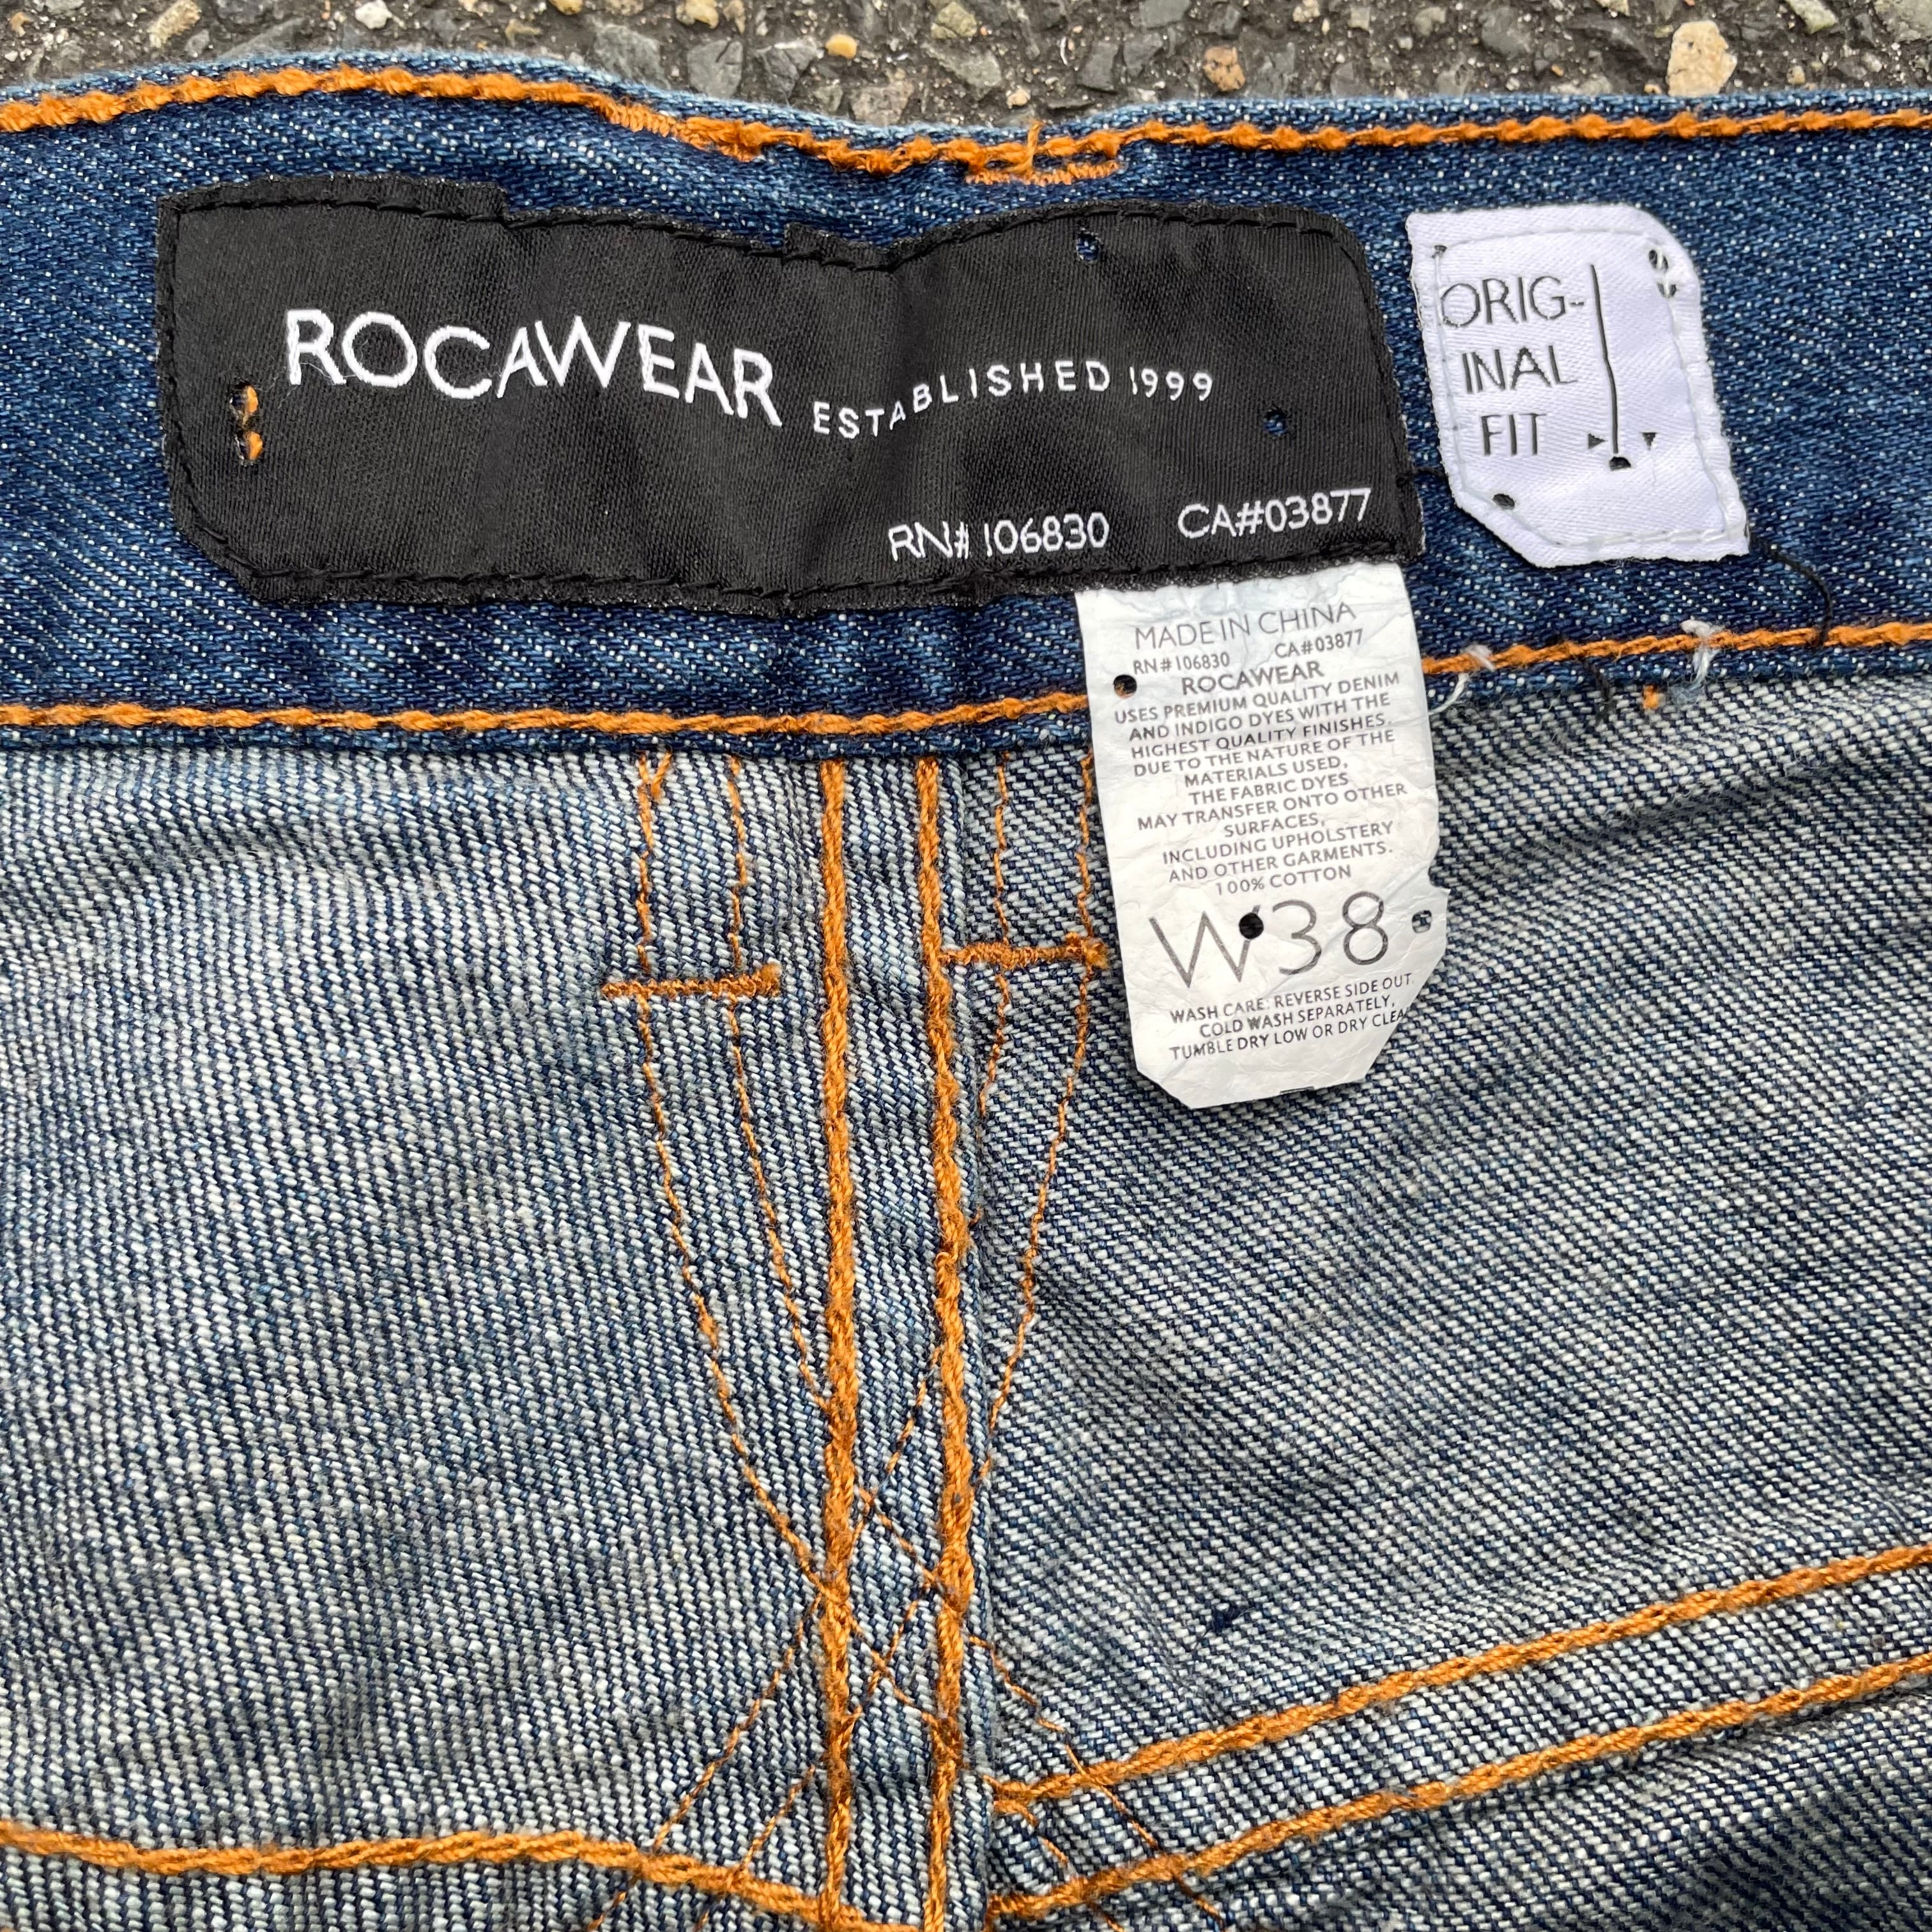 ROCAWEAR ESTABLISHED 1999
RN# 106830 CA#03877
ORIG-
INAL
FIT
MADE IN CHINA
RN#106830 CA#03877
ROCAWEAR
USES PREMIUM QUALITY DENIM
AND INDIGO DYES WITH THE
HIGHEST QUALITY FINISHES.
DUE TO THE NATURE OF THE
MATERIALS USED,
THE FABRIC DYES
MAY TRANSFER ONTO OTHER
SURFACES,
INCLUDING UPHOLSTERY
AND OTHER GARMENTS.
100% COTTON
W38
WASH CARE: REVERSE SIDE OUT
COLD WASH SEPARATELY,
TUMBLE DRY LOW OR DRY CLEA